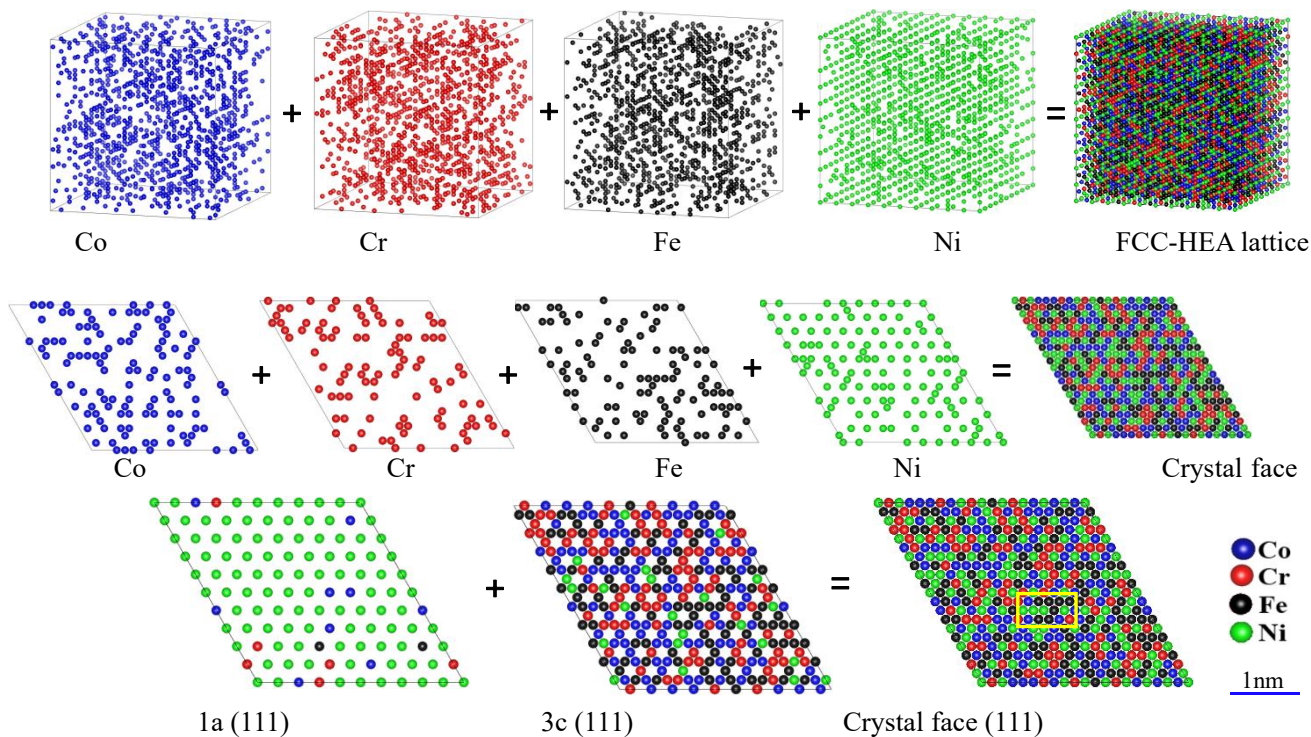 + + + =
Co Cr Fe Ni FCC-HEA lattice
+ + + =
Co Cr Fe Ni Crystal face
+ =
Co
Cr
Fe
Ni
1nm
1a (111) 3c (111) Crystal face (111)